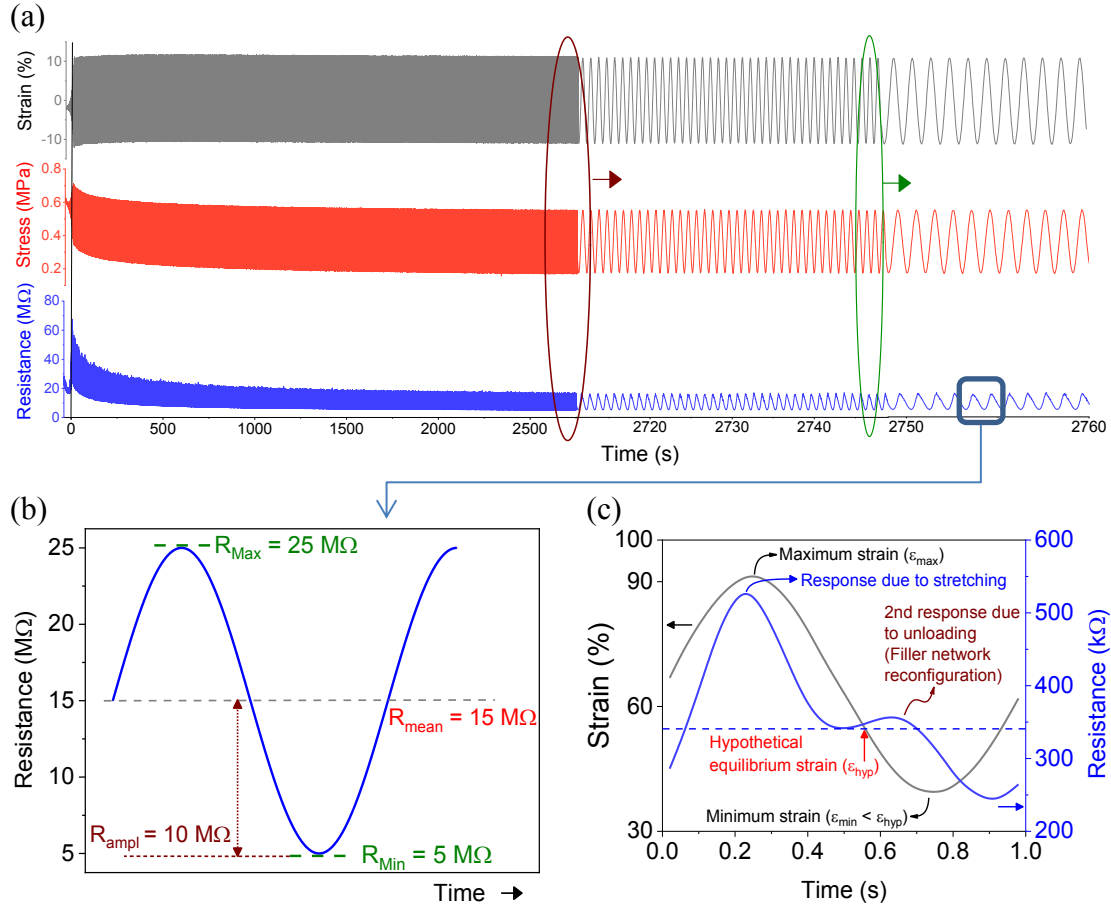 (a)
Strain (%)
10
0
-10
Stress (MPa)
0.8
0.6
0.4
0.2
Resistance (MΩ)
80
60
40
20
0
0 500 1000 1500 2000 2500 2720 2730 2740 2750 2760
Time (s)
(b)
Resistance (MΩ)
25
15
5
R_Max = 25 MΩ
R_mean = 15 MΩ
R_ampl = 10 MΩ
R_Min = 5 MΩ
Time
(c)
Strain (%)
100
90
60
30
Maximum strain (ε_max)
Response due to stretching
2nd response due
to unloading
(Filler network
reconfiguration)
Hypothetical
equilibrium strain (ε_hyp)
Minimum strain (ε_min < ε_hyp)
600
500
400
300
200
Resistance (kΩ)
0.0 0.2 0.4 0.6 0.8 1.0
Time (s)